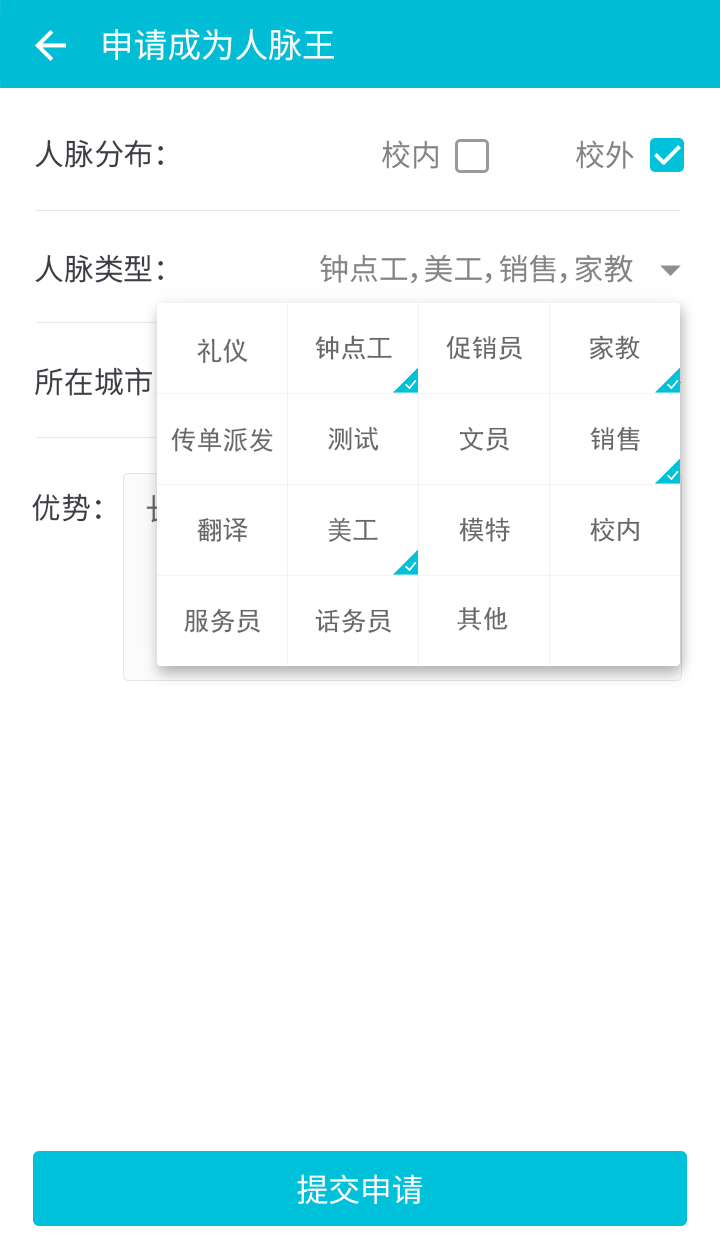 申请成为人脉王
人脉分布： 校内 校外
人脉类型： 钟点工，美工，销售，家教
礼仪 钟点工 促销员 家教
所在城市
传单派发 测试 文员 销售
优势：
翻译 美工 模特 校内
服务员 话务员 其他
提交申请